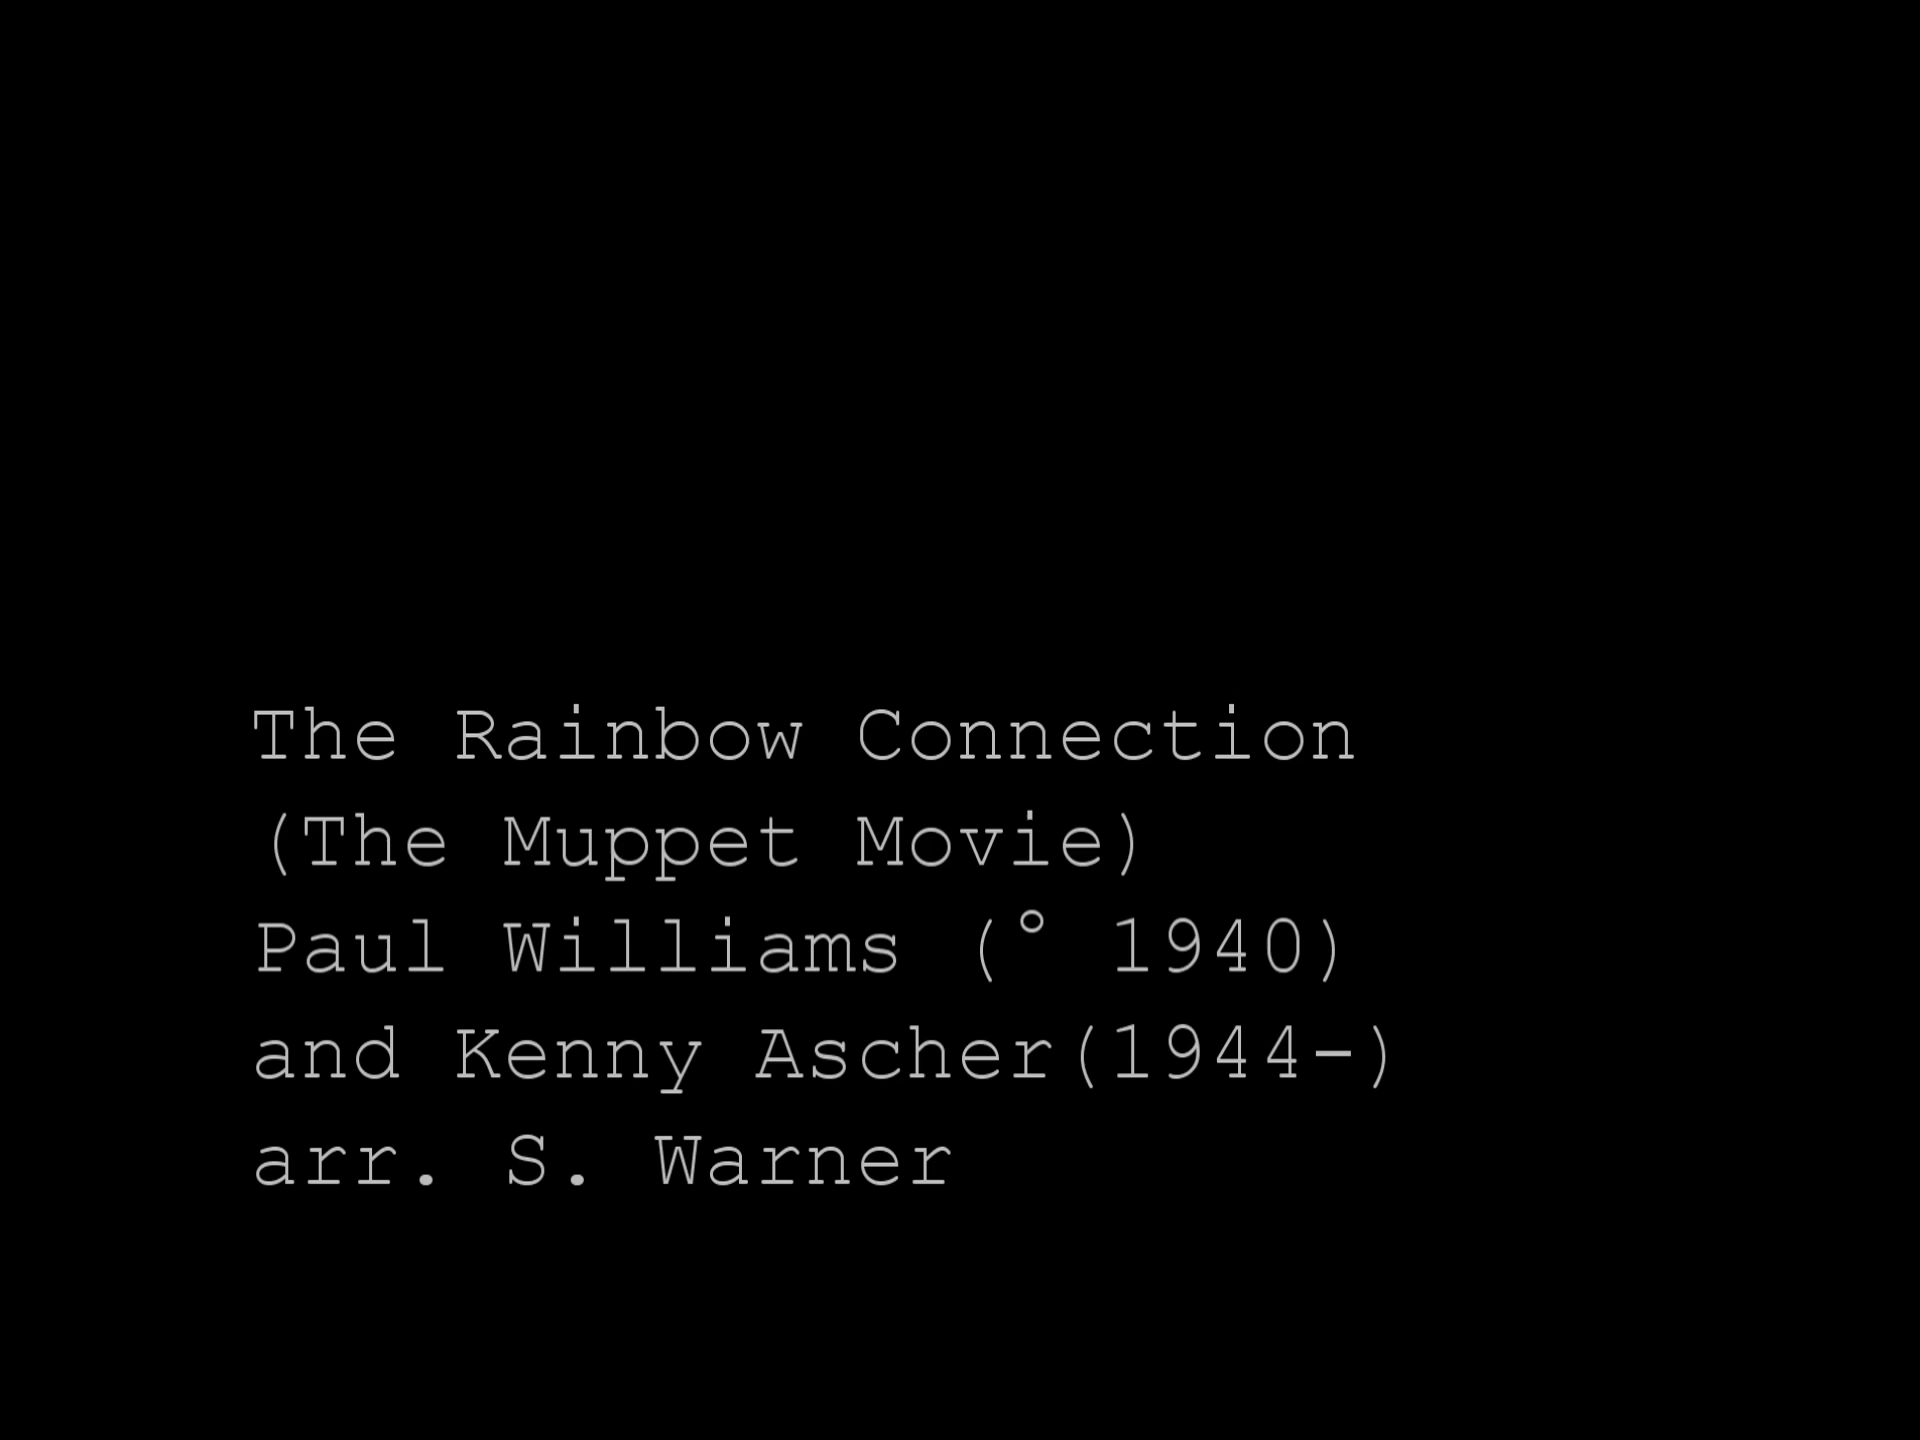 The Rainbow Connection
(The Muppet Movie)
Paul Williams (° 1940)
and Kenny Ascher(1944-)
arr. S. Warner